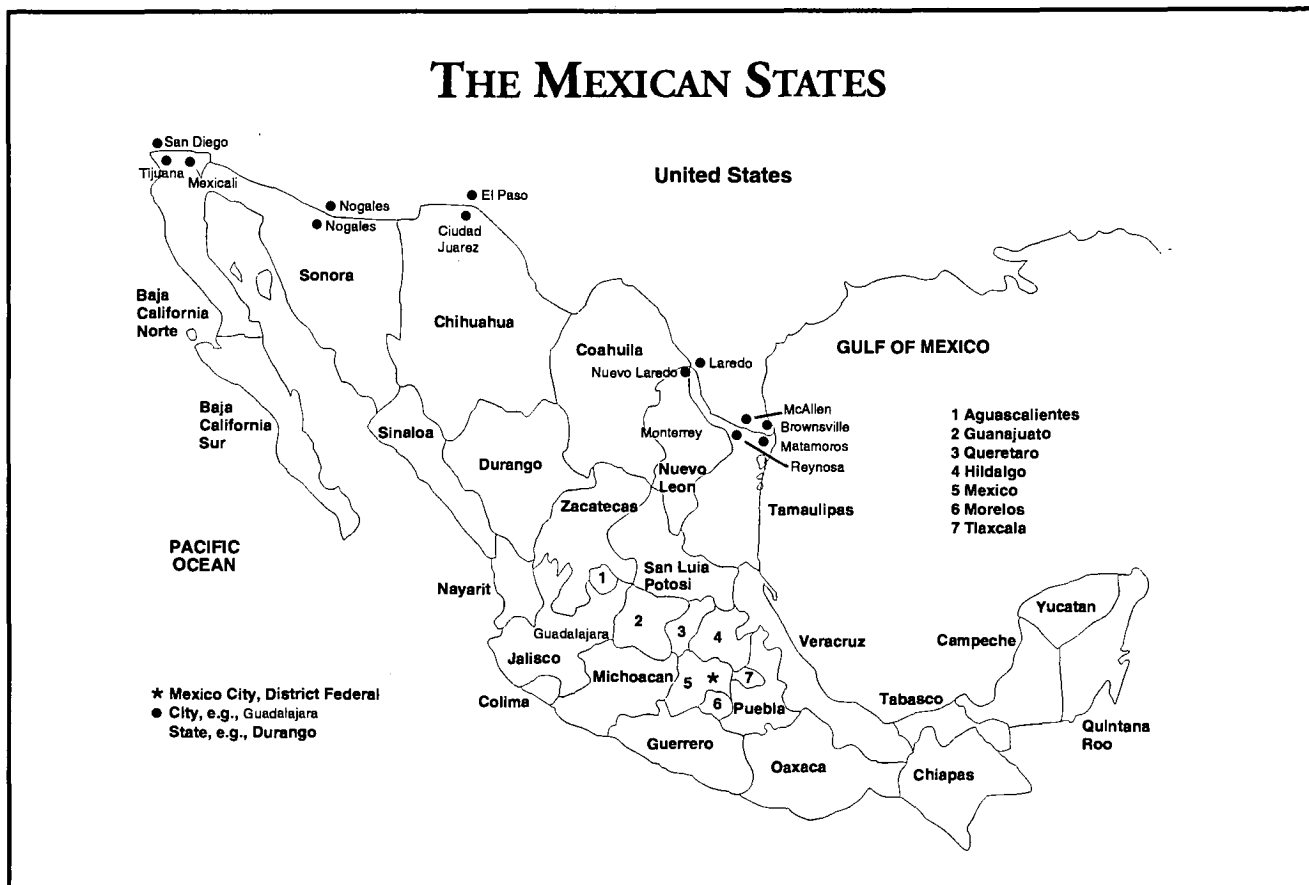 THE MEXICAN STATES
San Diego
Tijuana
Mexicali
United States
Nogales
Nogales
El Paso
Ciudad
Juarez
Sonora
Baja
California
Norte
Chihuahua
Coahuila
GULF OF MEXICO
Nuevo Laredo
Laredo
Baja
California
Sur
Sinaloa
Monterrey
McAllen
Brownsville
Matamoros
Reynosa
Durango
Nuevo
Leon
Zacatecas
Tamaulipas
1 Aguascalientes
2 Guanajuato
3 Queretaro
4 Hildalgo
5 Mexico
6 Morelos
7 Tlaxcala
PACIFIC
OCEAN
Nayarit
1
San Luia
Potosi
2
3
4
Guadalajara
Jalisco
Michoacan
5
*
7
6
Puebla
Colima
Veracruz
Campeche
Yucatan
Tabasco
Quintana
Roo
Guerrero
Oaxaca
Chiapas
* Mexico City, District Federal
● City, e.g., Guadalajara
State, e.g., Durango